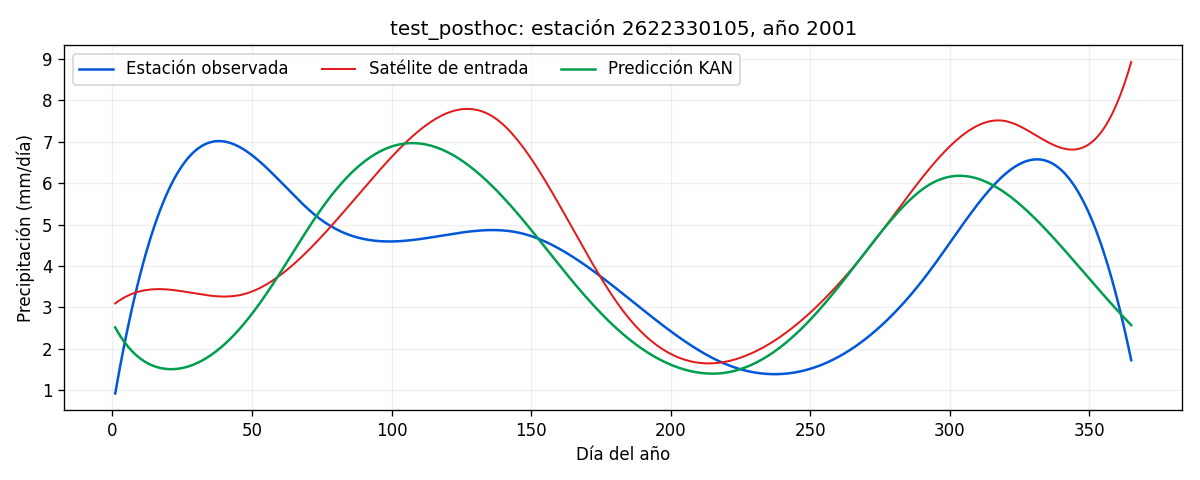 test_posthoc: estación 2622330105, año 2001
Estación observada
Satélite de entrada
Predicción KAN
Precipitación (mm/día)
9
8
7
6
5
4
3
2
1
0
50
100
150
200
250
300
350
Día del año